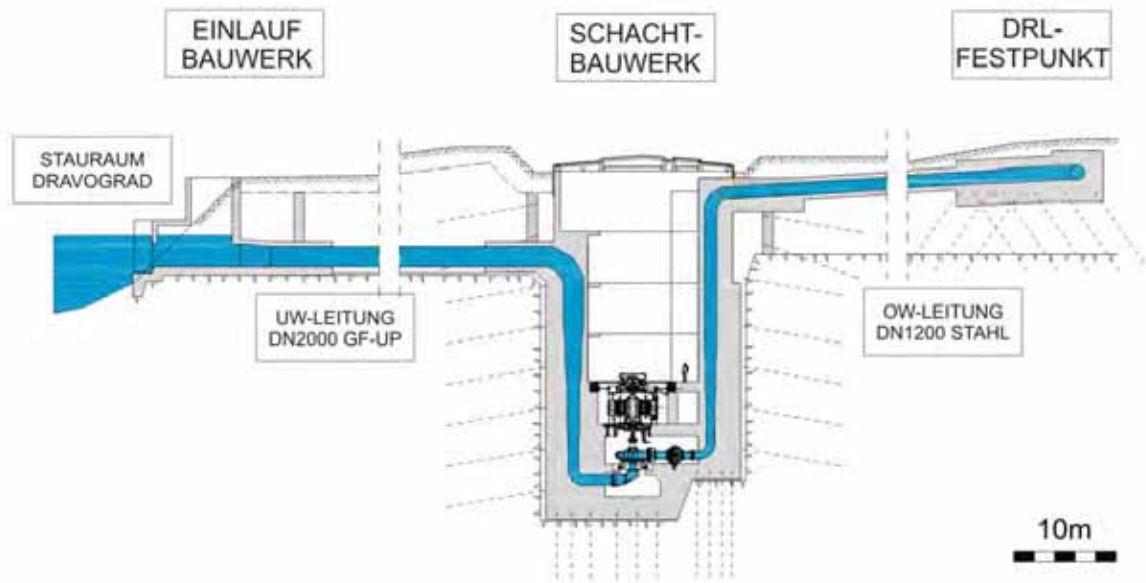 EINLAUF
BAUWERK
SCHACHT-
BAUWERK
DRL-
FESTPUNKT
STAURAUM
DRAVOGRAD
UW-LEITUNG
DN2000 GF-UP
OW-LEITUNG
DN1200 STAHL
10m